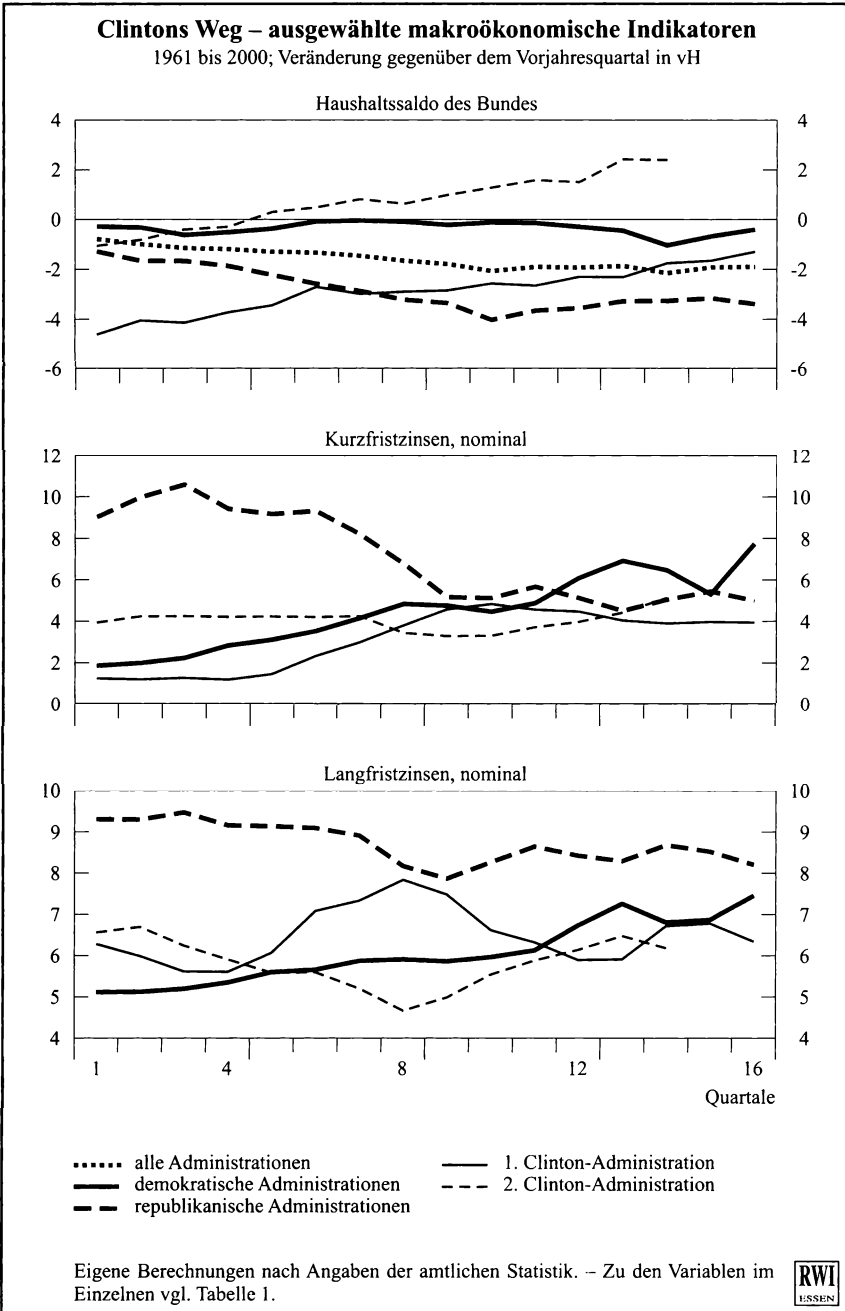 Clintons Weg – ausgewählte makroökonomische Indikatoren
1961 bis 2000; Veränderung gegenüber dem Vorjahresquartal in vH
Haushaltssaldo des Bundes
4 4
2 2
0 0
-2 -2
-4 -4
-6 -6
Kurzfristzinsen, nominal
12 12
10 10
8 8
6 6
4 4
2 2
0 0
Langfristzinsen, nominal
10 10
9 9
8 8
7 7
6 6
5 5
4 4
1 4 8 12 16
Quartale
alle Administrationen 1. Clinton-Administration
demokratische Administrationen 2. Clinton-Administration
republikanische Administrationen
Eigene Berechnungen nach Angaben der amtlichen Statistik. – Zu den Variablen im
Einzelnen vgl. Tabelle 1.
RWI
ESSEN